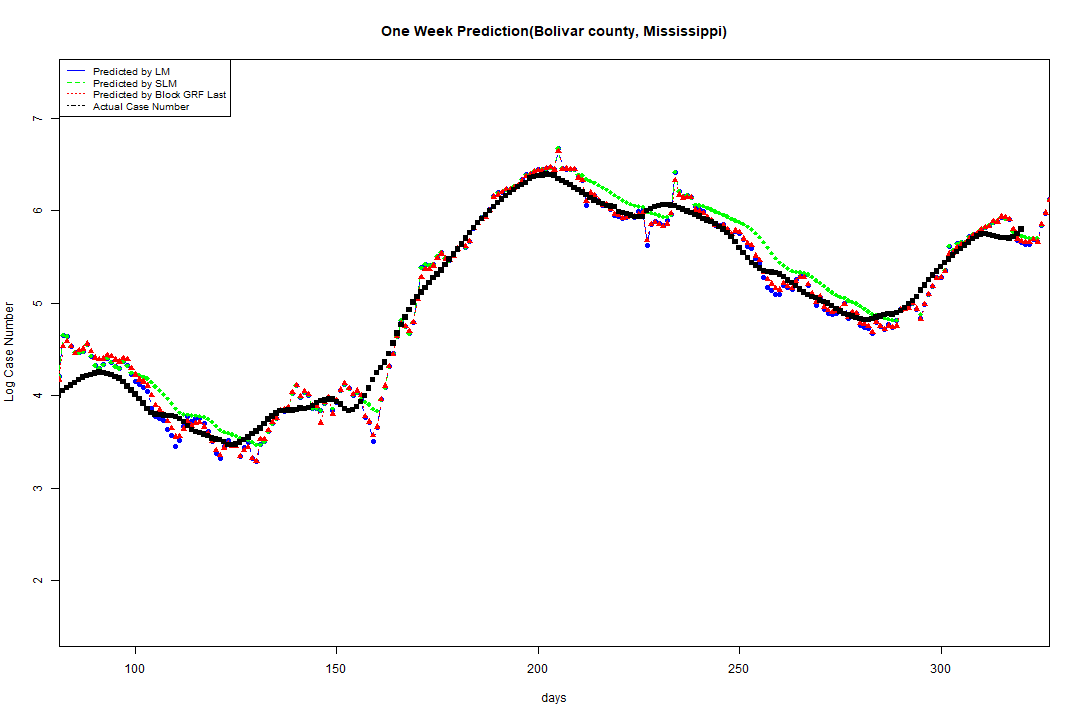 One Week Prediction(Bolivar county, Mississippi)
Predicted by LM
Predicted by SLM
Predicted by Block GRF Last
Actual Case Number
7
6
5
4
3
2
Log Case Number
100
150
200
250
300
days